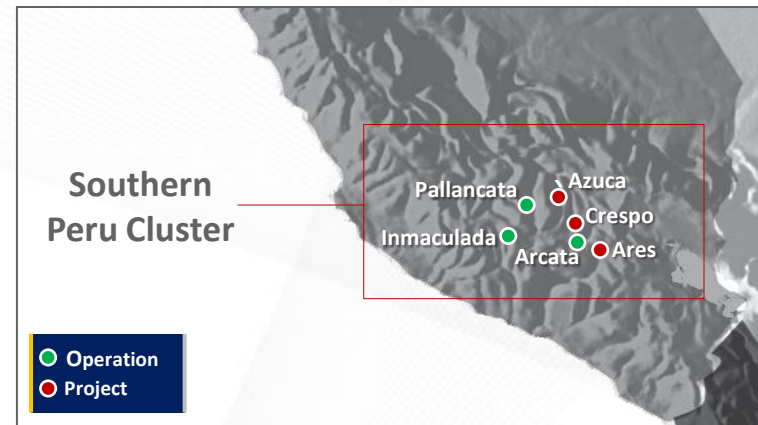 Southern
Peru Cluster
Pallancata
Azuca
Crespo
Inmaculada
Arcata
Ares
Operation
Project